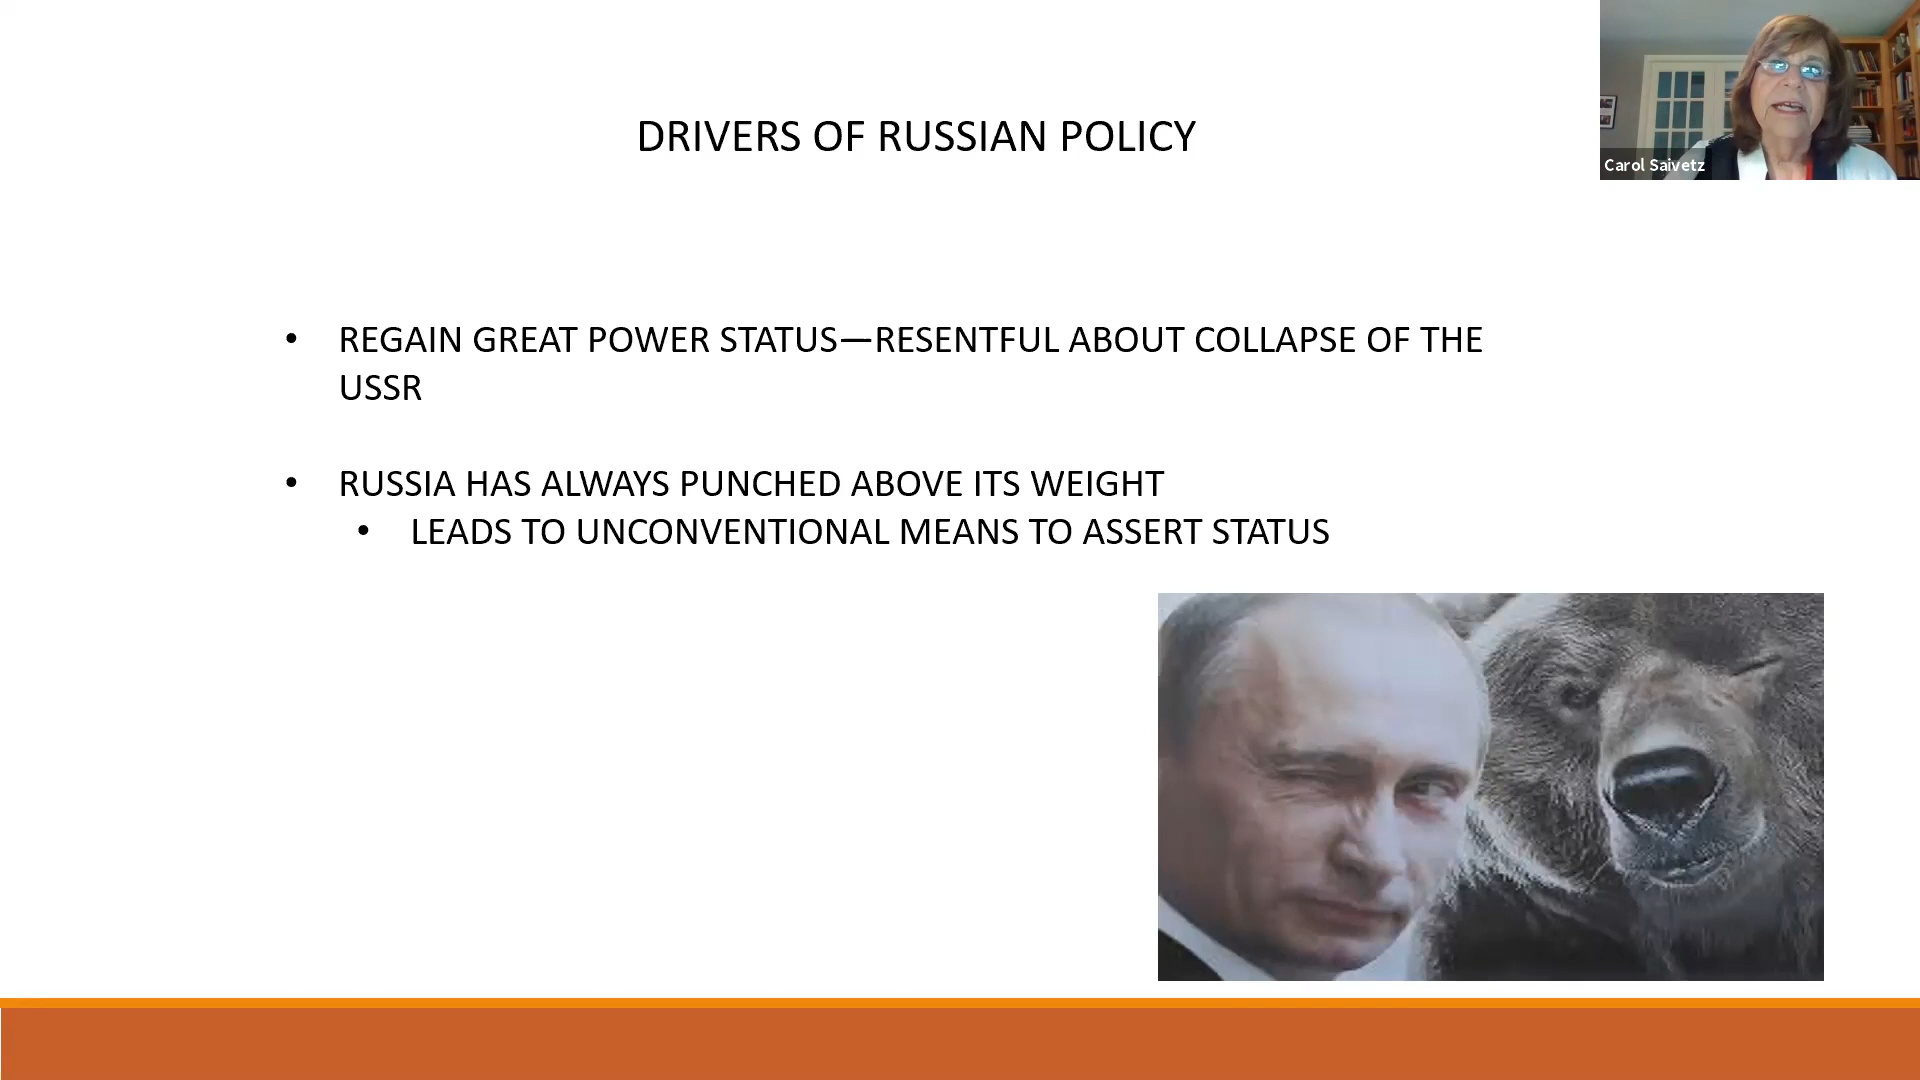 DRIVERS OF RUSSIAN POLICY
Carol Saivetz
• REGAIN GREAT POWER STATUS—RESENTFUL ABOUT COLLAPSE OF THE
USSR
• RUSSIA HAS ALWAYS PUNCHED ABOVE ITS WEIGHT
• LEADS TO UNCONVENTIONAL MEANS TO ASSERT STATUS